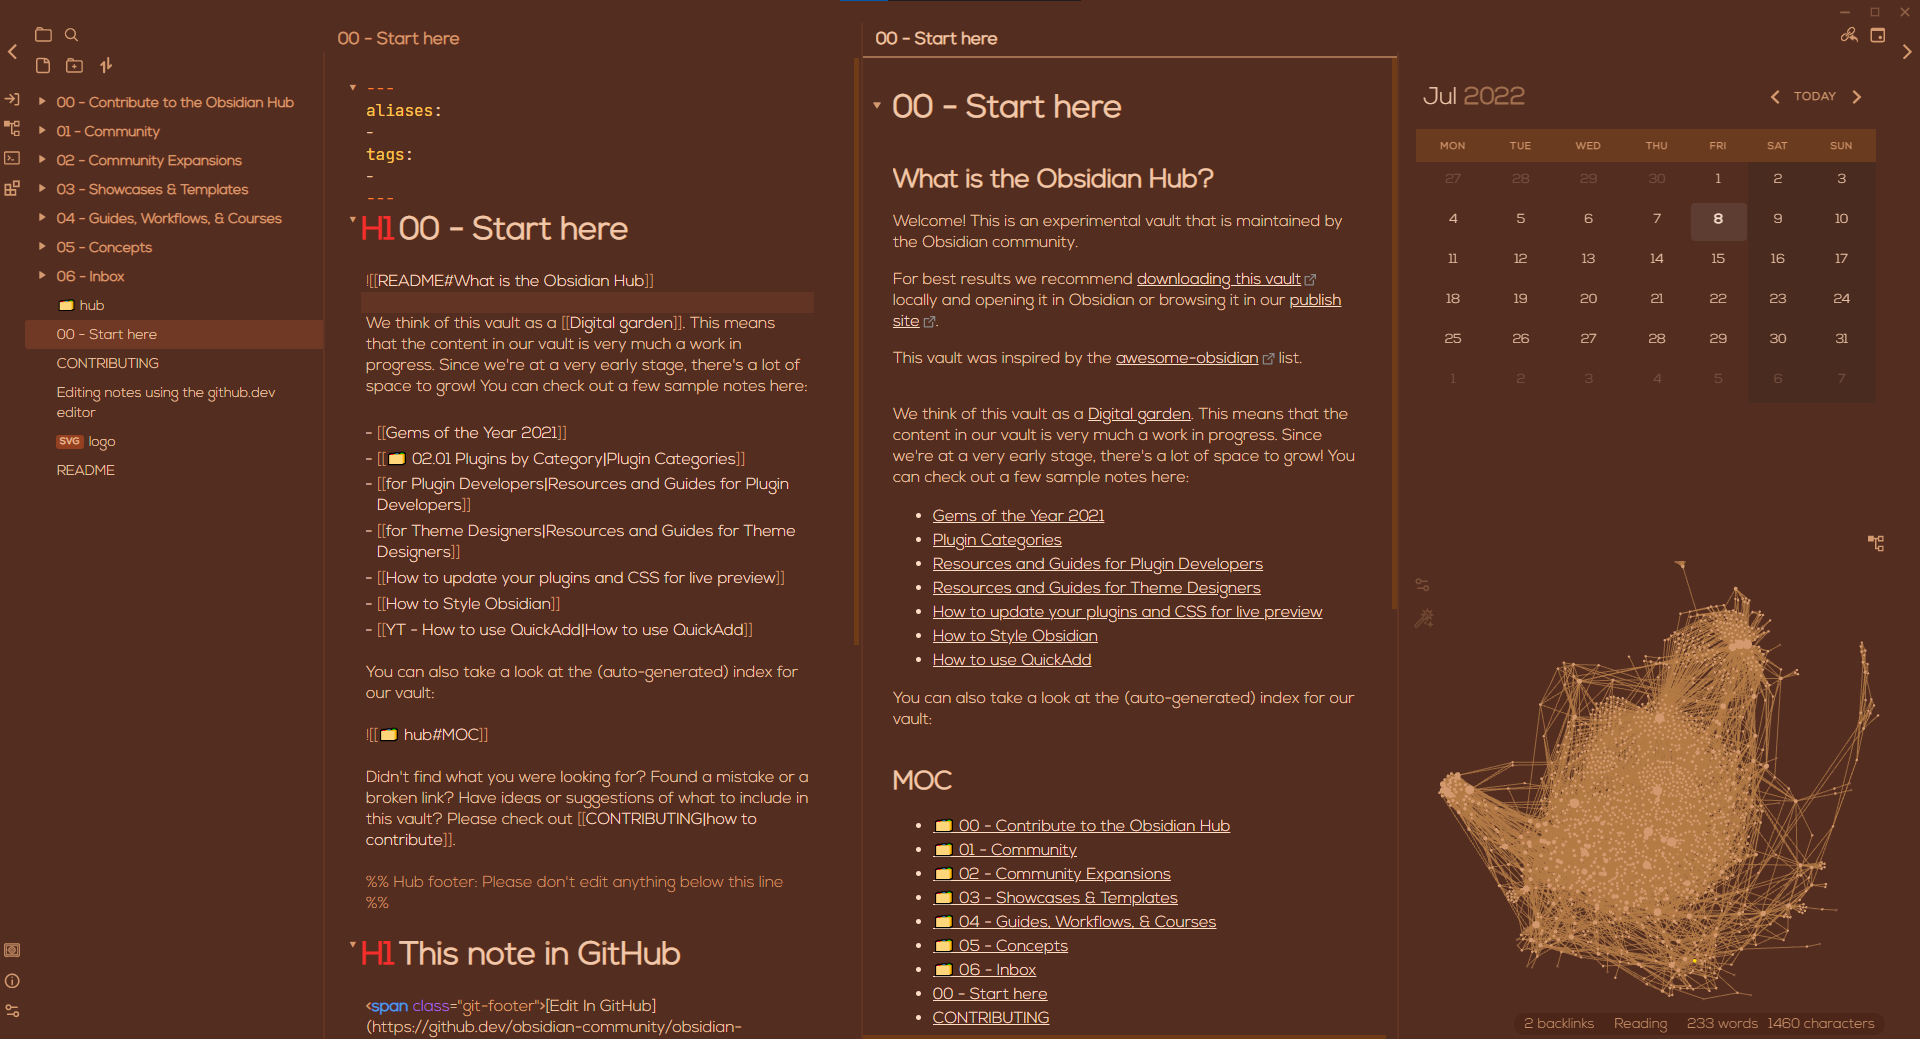 00 - Contribute to the Obsidian Hub
01 - Community
02 - Community Expansions
03 - Showcases & Templates
04 - Guides, Workflows, & Courses
05 - Concepts
06 - Inbox
hub
00 - Start here
CONTRIBUTING
Editing notes using the github.dev
editor
SVG logo
README
00 - Start here
---
aliases:
-
tags:
-
---
H1 00 - Start here
![[README#What is the Obsidian Hub]]
We think of this vault as a [[Digital garden]]. This means
that the content in our vault is very much a work in
progress. Since we're at a very early stage, there's a lot of
space to grow! You can check out a few sample notes here:
- [[Gems of the Year 2021]]
- [[🗂️ 02.01 Plugins by Category|Plugin Categories]]
- [[for Plugin Developers|Resources and Guides for Plugin
Developers]]
- [[for Theme Designers|Resources and Guides for Theme
Designers]]
- [[How to update your plugins and CSS for live preview]]
- [[How to Style Obsidian]]
- [[YT - How to use QuickAdd|How to use QuickAdd]]
You can also take a look at the (auto-generated) index for
our vault:
![[🗂️ hub#MOC]]
Didn't find what you were looking for? Found a mistake or a
broken link? Have ideas or suggestions of what to include in
this vault? Please check out [[CONTRIBUTING|how to
contribute]].
%% Hub footer: Please don't edit anything below this line
%%
H1 This note in GitHub
<span class="git-footer">[Edit In GitHub]
(https://github.dev/obsidian-community/obsidian-
00 - Start here
00 - Start here
What is the Obsidian Hub?
Welcome! This is an experimental vault that is maintained by
the Obsidian community.
For best results we recommend downloading this vault
locally and opening it in Obsidian or browsing it in our publish
site.
This vault was inspired by the awesome-obsidian list.
We think of this vault as a Digital garden. This means that the
content in our vault is very much a work in progress. Since
we're at a very early stage, there's a lot of space to grow! You
can check out a few sample notes here:
• Gems of the Year 2021
• Plugin Categories
• Resources and Guides for Plugin Developers
• Resources and Guides for Theme Designers
• How to update your plugins and CSS for live preview
• How to Style Obsidian
• How to use QuickAdd
You can also take a look at the (auto-generated) index for our
vault:
MOC
• 🗂️ 00 - Contribute to the Obsidian Hub
• 🗂️ 01 - Community
• 🗂️ 02 - Community Expansions
• 🗂️ 03 - Showcases & Templates
• 🗂️ 04 - Guides, Workflows, & Courses
• 🗂️ 05 - Concepts
• 🗂️ 06 - Inbox
• 00 - Start here
• CONTRIBUTING
Jul 2022 TODAY
MON TUE WED THU FRI SAT SUN
27 28 29 30 1 2 3
4 5 6 7 8 9 10
11 12 13 14 15 16 17
18 19 20 21 22 23 24
25 26 27 28 29 30 31
1 2 3 4 5 6 7
2 backlinks Reading 233 words 1460 characters